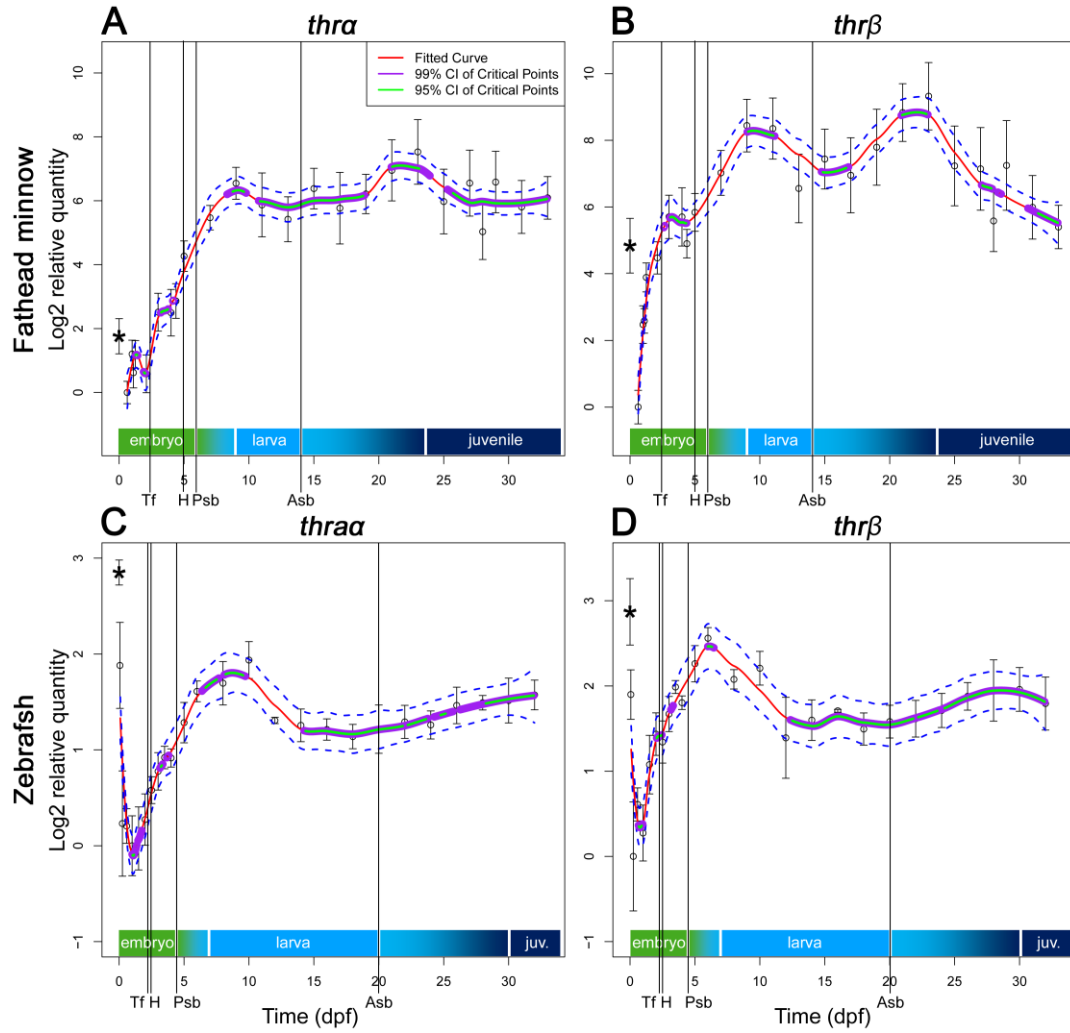 A thrα
B thrβ
Fathead minnow
Log2 relative quantity
Fitted Curve
99% CI of Critical Points
95% CI of Critical Points
10
8
6
4
2
0
*
embryo larva juvenile
0 5 10 15 20 25 30
Tf H Psb Asb
10
8
6
4
2
0
*
embryo larva juvenile
0 5 10 15 20 25 30
Tf H Psb Asb
C thraα
D thrβ
Zebrafsh
Log2 relative quantity
3
2
1
0
−1
*
embryo larva juv.
0 5 10 15 20 25 30
Tf H Psb Asb
Time (dpf)
3
2
1
0
−1
*
embryo larva juv.
0 5 10 15 20 25 30
Tf H Psb Asb
Time (dpf)